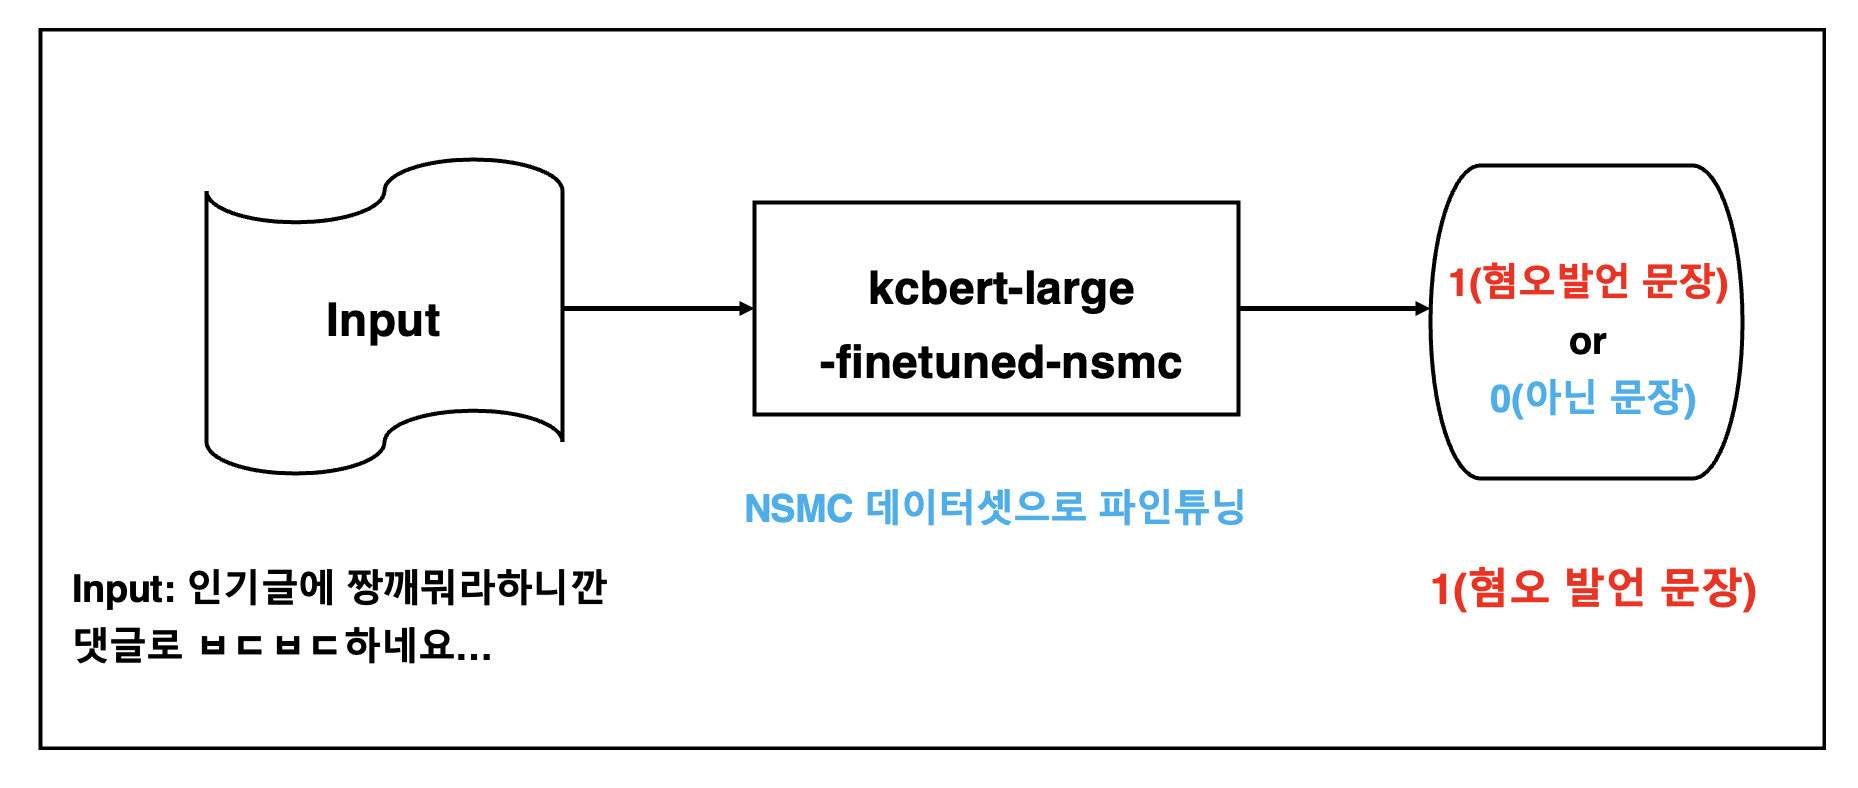 Input
kcbert-large
-finetuned-nsmc
1(혐오발언 문장)
or
0(아닌 문장)
NSMC 데이터셋으로 파인튜닝
Input: 인기글에 짱깨뭐라하니깐
댓글로 ㅂㄷㅂㄷ하네요...
1(혐오 발언 문장)